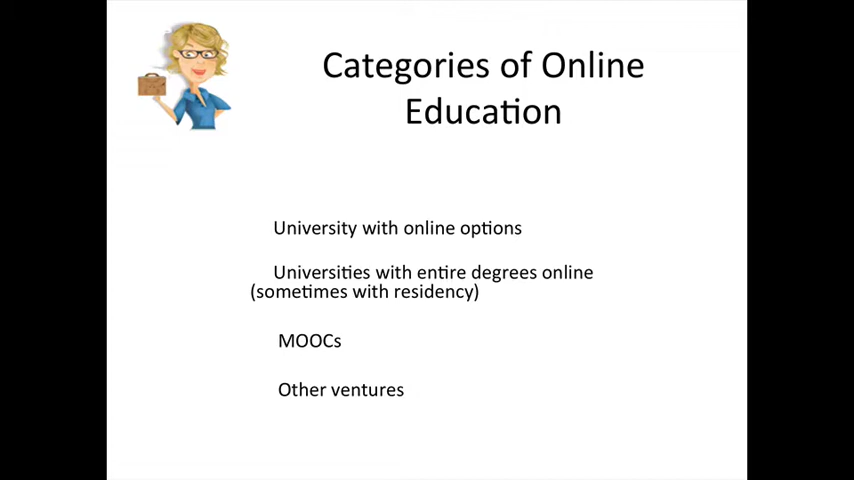 Categories of Online
Education
University with online options
Universities with entire degrees online
(sometimes with residency)
MOOCs
Other ventures